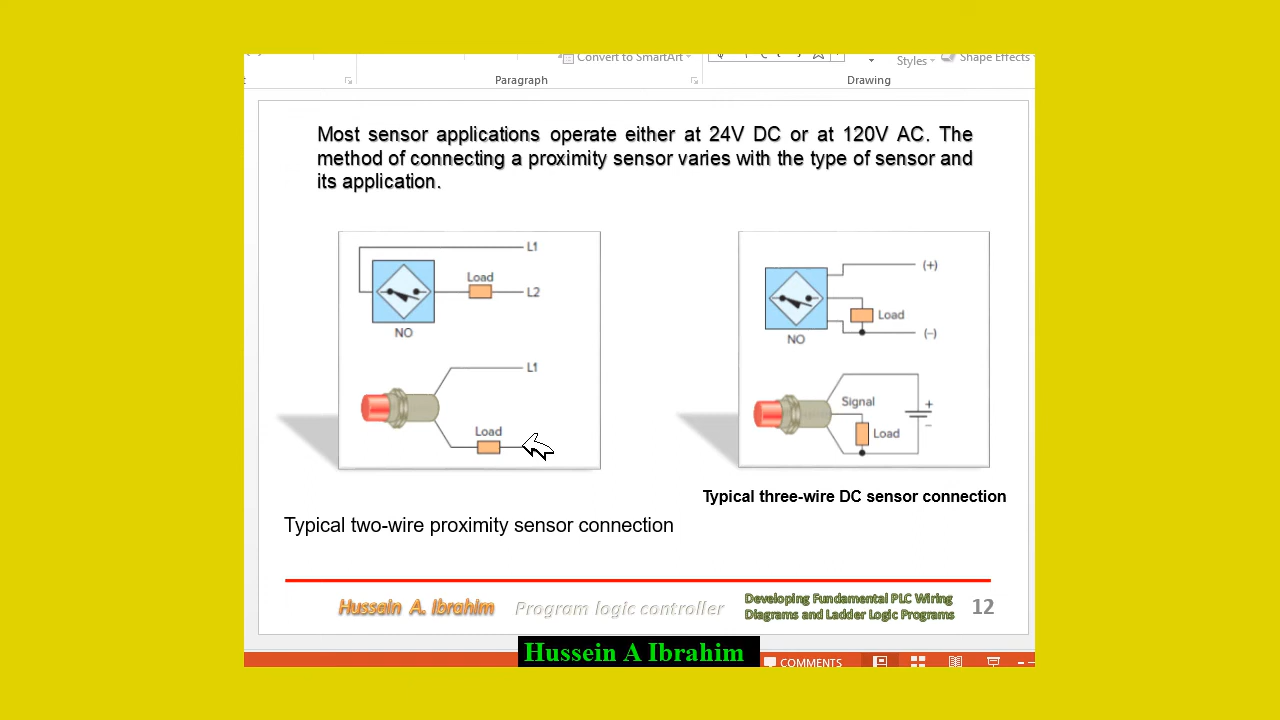 Convert to SmartArt
Styles
Shape Effects
Paragraph
Drawing
Most sensor applications operate either at 24V DC or at 120V AC. The
method of connecting a proximity sensor varies with the type of sensor and
its application.
L1
Load
L2
NO
L1
Load
(+)
Load
(−)
NO
Signal
+
Load
−
Typical three-wire DC sensor connection
Typical two-wire proximity sensor connection
Hussein A. Ibrahim
Program logic controller
Developing Fundamental PLC Wiring
Diagrams and Ladder Logic Programs
12
Hussein A Ibrahim
COMMENTS